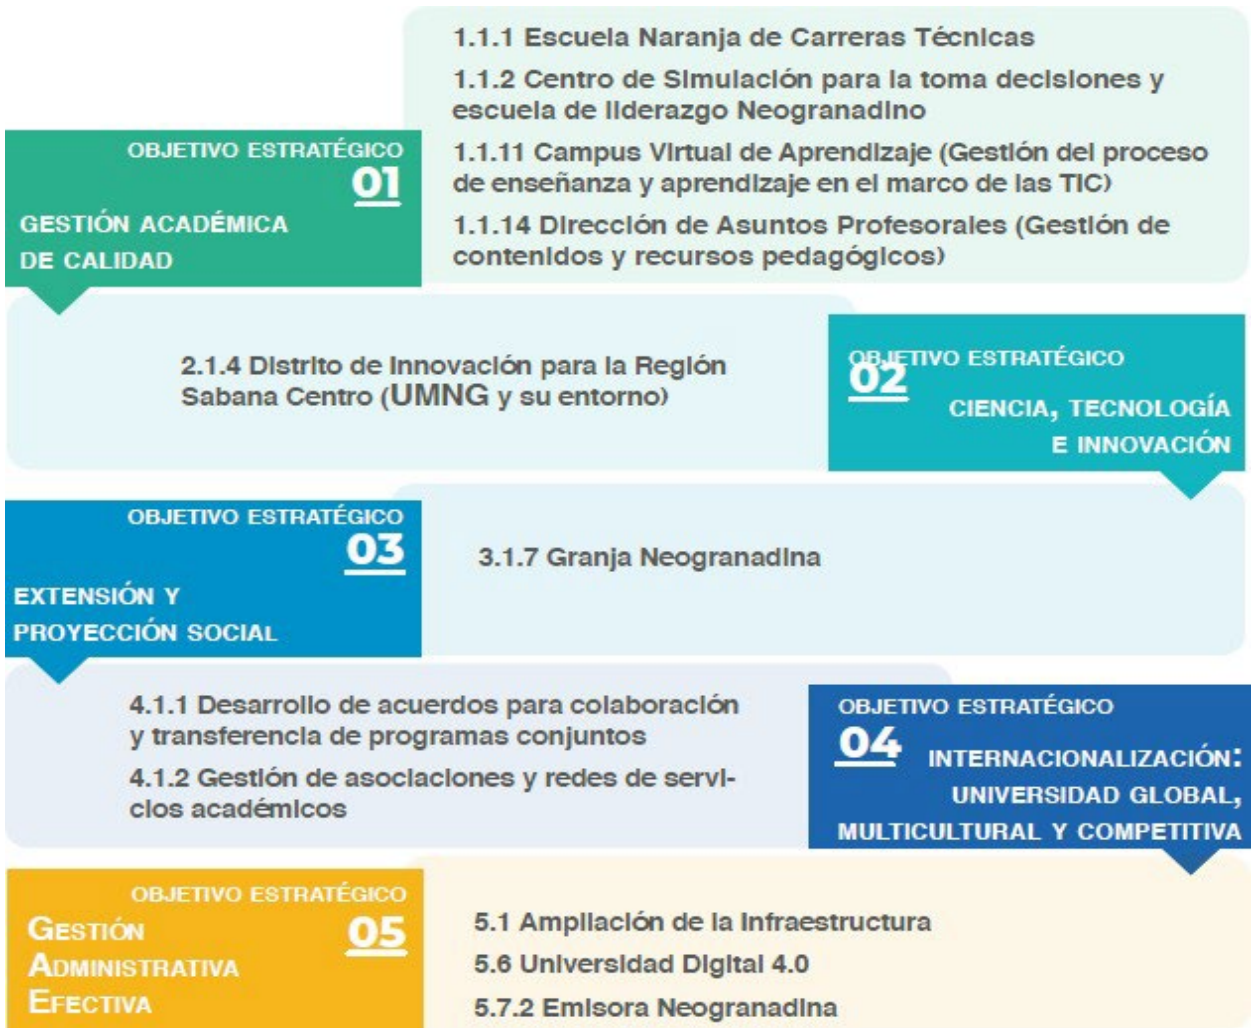 OBJETIVO ESTRATÉGICO
01
GESTIÓN ACADÉMICA
DE CALIDAD
1.1.1 Escuela Naranja de Carreras Técnicas
1.1.2 Centro de Simulación para la toma decisiones y
escuela de liderazgo Neogranadino
1.1.11 Campus Virtual de Aprendizaje (Gestión del proceso
de enseñanza y aprendizaje en el marco de las TIC)
1.1.14 Dirección de Asuntos Profesorales (Gestión de
contenidos y recursos pedagógicos)
OBJETIVO ESTRATÉGICO
02
CIENCIA, TECNOLOGÍA
E INNOVACIÓN
2.1.4 Distrito de Innovación para la Región
Sabana Centro (UMNG y su entorno)
OBJETIVO ESTRATÉGICO
03
EXTENSIÓN Y
PROYECCIÓN SOCIAL
3.1.7 Granja Neogranadina
OBJETIVO ESTRATÉGICO
04
INTERNACIONALIZACIÓN:
UNIVERSIDAD GLOBAL,
MULTICULTURAL Y COMPETITIVA
4.1.1 Desarrollo de acuerdos para colaboración
y transferencia de programas conjuntos
4.1.2 Gestión de asociaciones y redes de servi-
cios académicos
OBJETIVO ESTRATÉGICO
05
GESTIÓN
ADMINISTRATIVA
EFECTIVA
5.1 Ampliación de la Infraestructura
5.6 Universidad Digital 4.0
5.7.2 Emisora Neogranadina